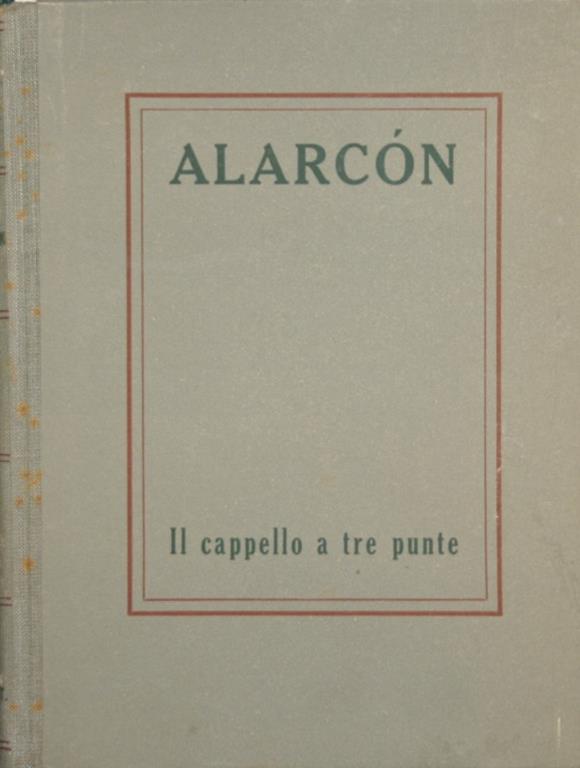 ALARCÓN
Il cappello a tre punte